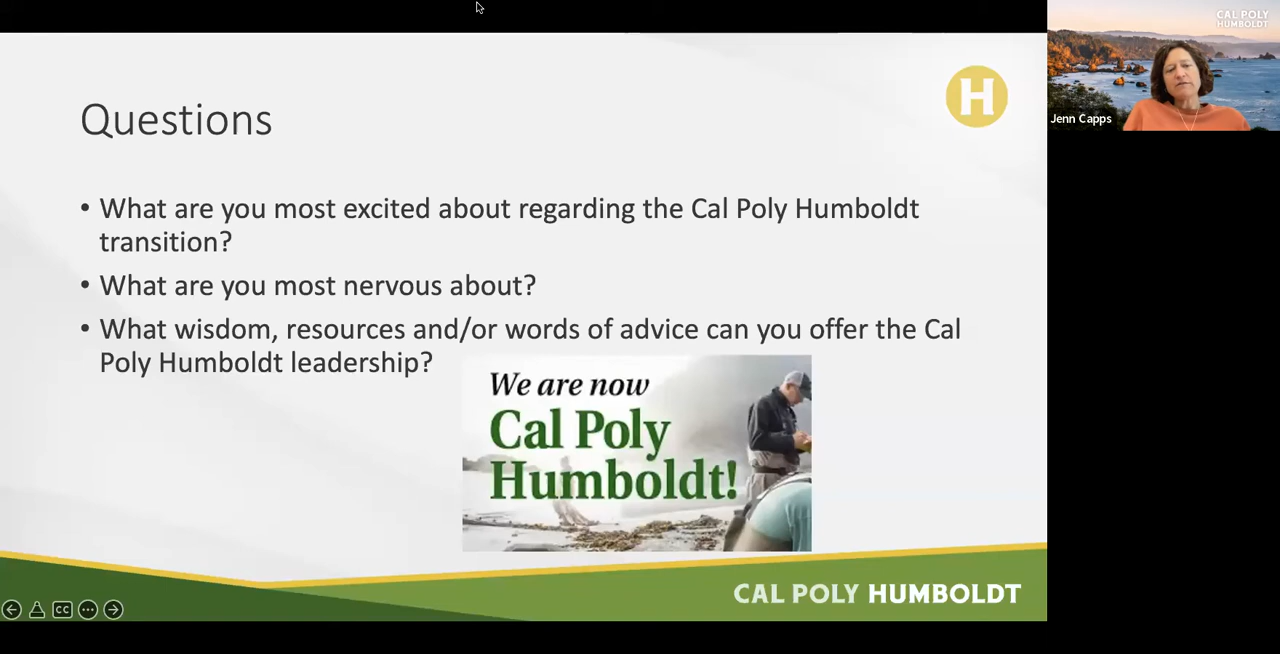 CAL POLY
HUMBOLDT
Jenn Capps
H
Questions
• What are you most excited about regarding the Cal Poly Humboldt
transition?
• What are you most nervous about?
• What wisdom, resources and/or words of advice can you offer the Cal
Poly Humboldt leadership?
We are now
Cal Poly
Humboldt!
CC
CAL POLY HUMBOLDT